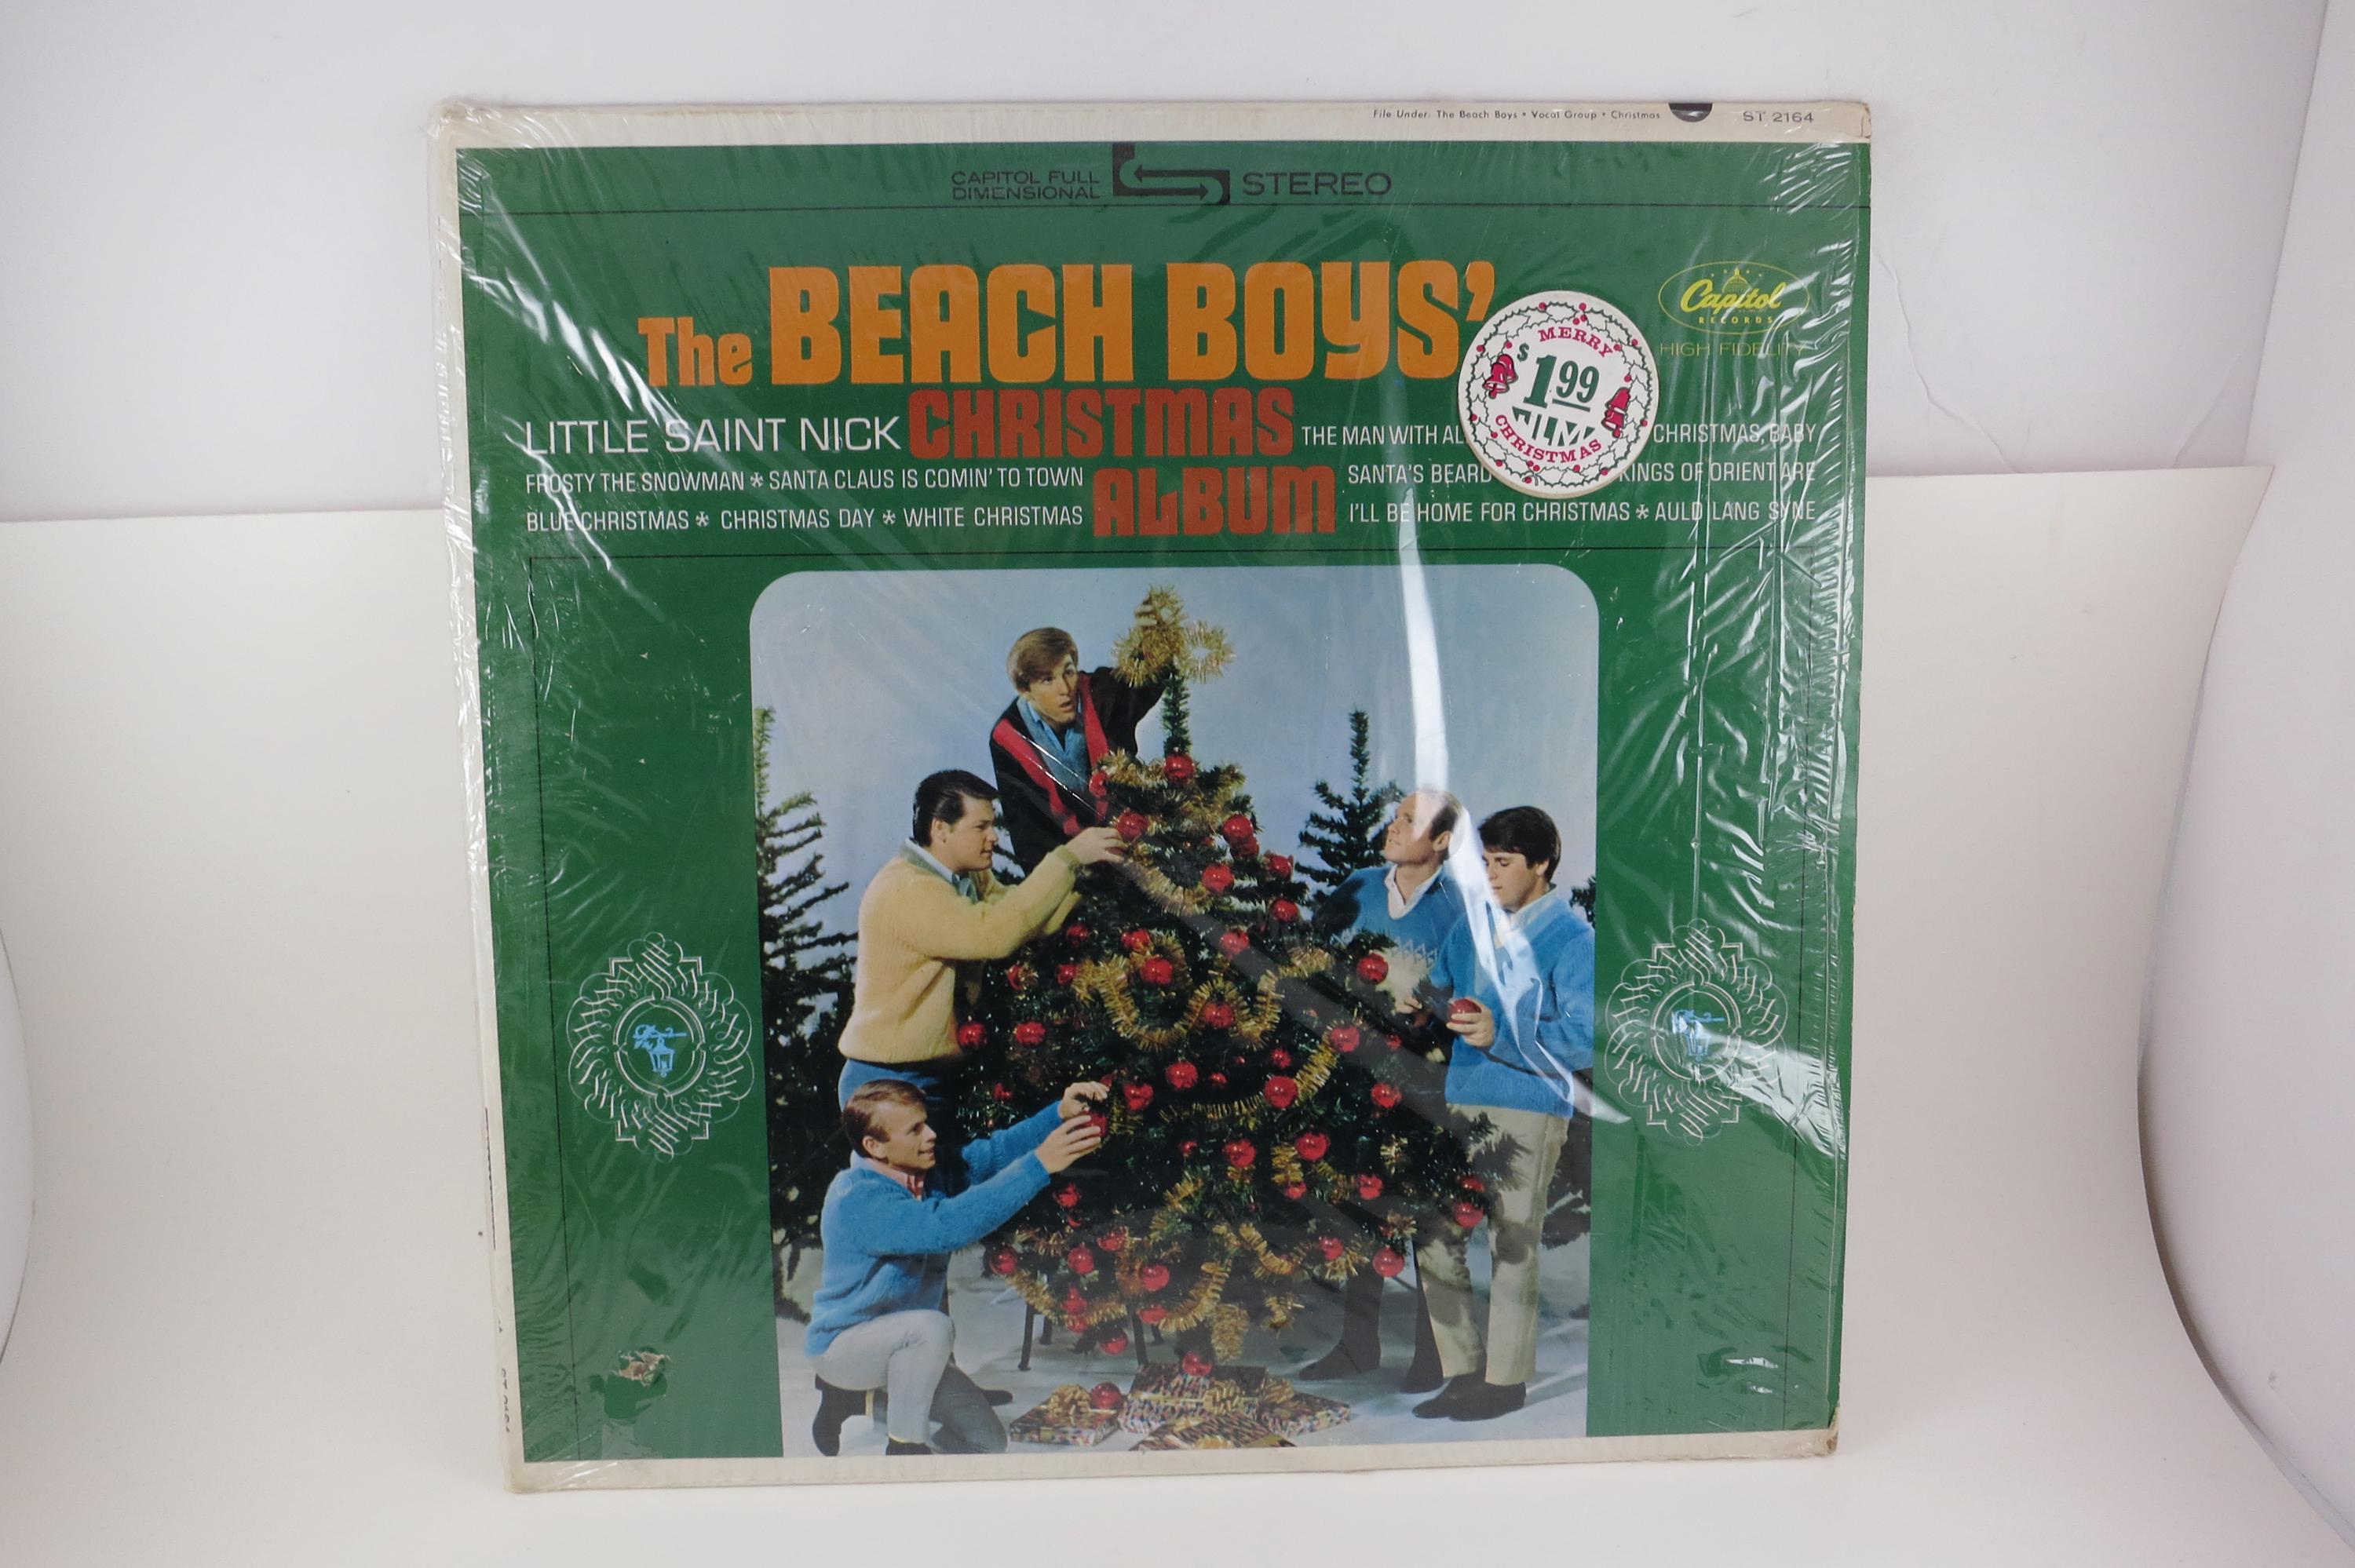 File Under: The Beach Boys • Vocal Group • Christmas
ST 2164
CAPITOL FULL
DIMENSIONAL
STEREO
The BEACH BOYS'
Capitol
RECORDS
HIGH FIDELITY
MERRY
$1.99
CHRISTMAS
LITTLE SAINT NICK CHRISTMAS THE MAN WITH AL CHRISTMAS, BABY
FROSTY THE SNOWMAN * SANTA CLAUS IS COMIN' TO TOWN ALBUM SANTA'S BEARD KINGS OF ORIENT ARE
BLUE CHRISTMAS * CHRISTMAS DAY * WHITE CHRISTMAS I'LL BE HOME FOR CHRISTMAS * AULD LANG SYNE